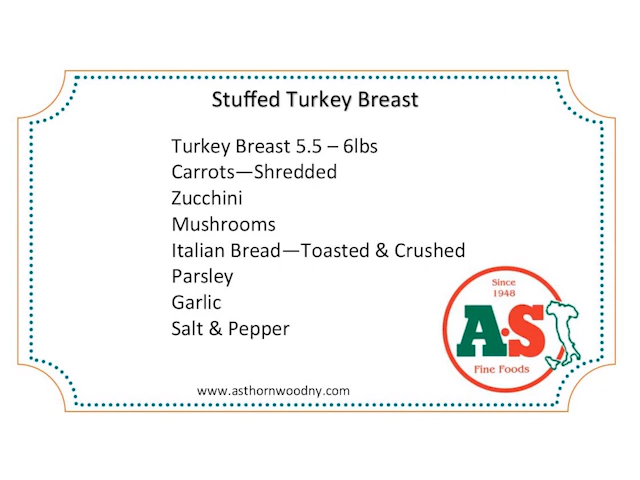 Stuffed Turkey Breast
Turkey Breast 5.5 – 6lbs
Carrots—Shredded
Zucchini
Mushrooms
Italian Bread—Toasted & Crushed
Parsley
Garlic
Salt & Pepper
Since
1948
A·S
Fine Foods
www.asthornwoodny.com